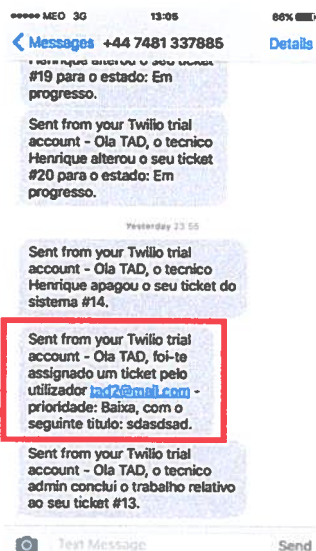 MEO 3G 13:05 86%
Messages +44 7481 337885 Details
Henrique alterou o seu ticket
#19 para o estado: Em
progresso.
Sent from your Twilio trial
account - Ola TAD, o tecnico
Henrique alterou o seu ticket
#20 para o estado: Em
progresso.
Yesterday 23:55
Sent from your Twilio trial
account - Ola TAD, o tecnico
Henrique apagou o seu ticket do
sistema #14.
Sent from your Twilio trial
account - Ola TAD, foi-te
assignado um ticket pelo
utilizador tad2@mail.com -
prioridade: Baixa, com o
seguinte titulo: sdasdsad.
Sent from your Twilio trial
account - Ola TAD, o tecnico
admin conclui o trabalho relativo
ao seu ticket #13.
Text Message Send